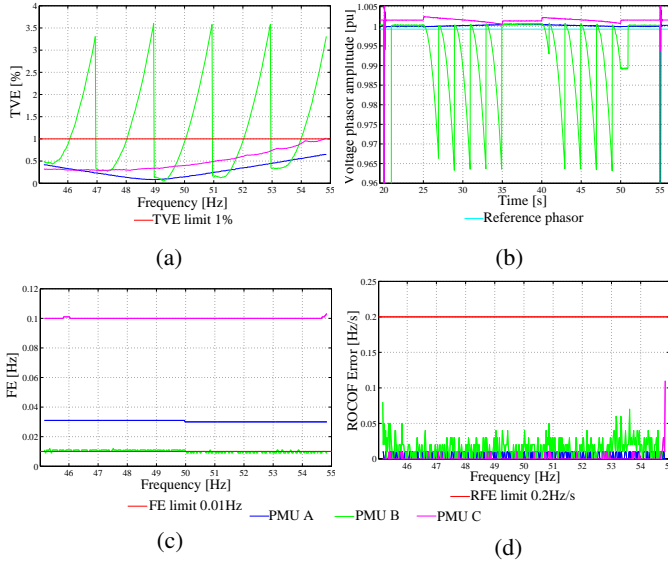 4
3.5
3
2.5
2
1.5
1
0.5
0
TVE [%]
46 47 48 49 50 51 52 53 54 55
Frequency [Hz]
TVE limit 1%
(a)
1.005
1
0.995
0.99
0.985
0.98
0.975
0.97
0.965
0.96
Voltage phasor amplitude [pu]
20 25 30 35 40 45 50 55
Time [s]
Reference phasor
(b)
0.12
0.1
0.08
0.06
0.04
0.02
0
FE [Hz]
46 47 48 49 50 51 52 53 54 55
Frequency [Hz]
FE limit 0.01Hz
(c)
0.25
0.2
0.15
0.1
0.05
0
ROCOF Error [Hz/s]
46 47 48 49 50 51 52 53 54 55
Frequency [Hz]
RFE limit 0.2Hz/s
PMU A PMU B PMU C
(d)